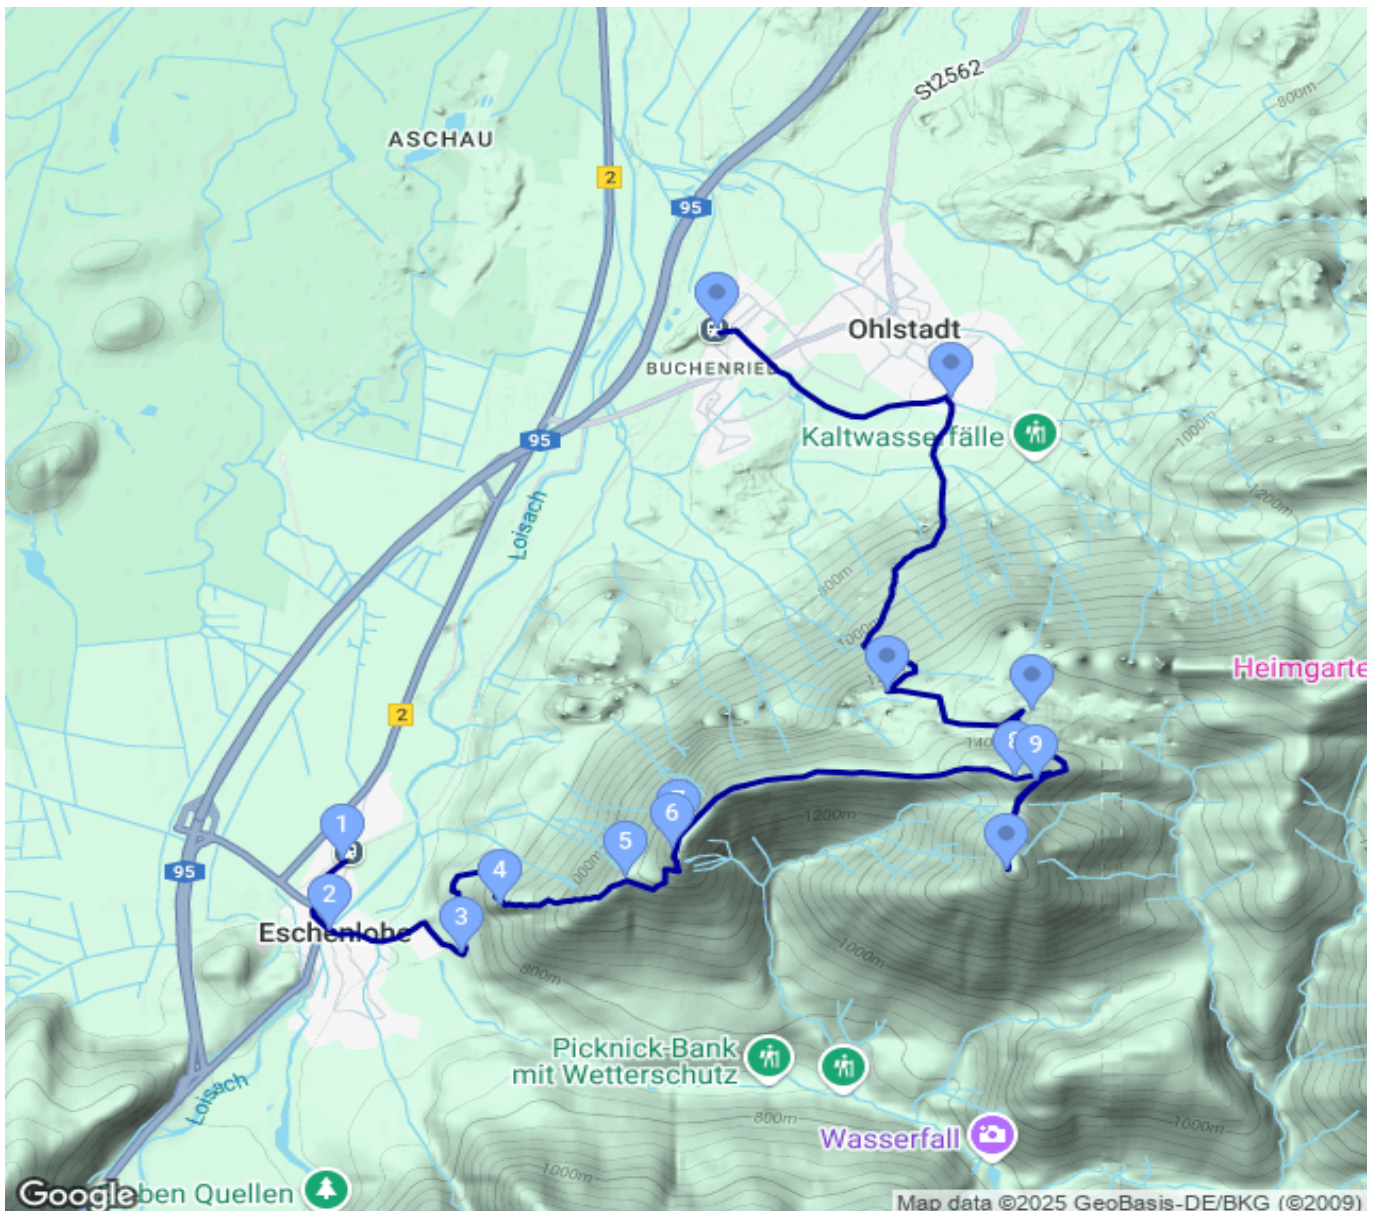 St2562
800m
ASCHAU
2
95
Ohlstadt
BUCHENRIED
Kaltwasserfälle
1000m
95
1200m
Loisach
800m
1000m
Heimgarte
2
8
9
1400m
1
7
6
1200m
5
95
4
1000m
2
3
Eschenlohe
800m
1000m
Picknick-Bank
mit Wetterschutz
Loisach
800m
1000m
Wasserfall
1000m
Google
ben Quellen
Map data ©2025 GeoBasis-DE/BKG (©2009)